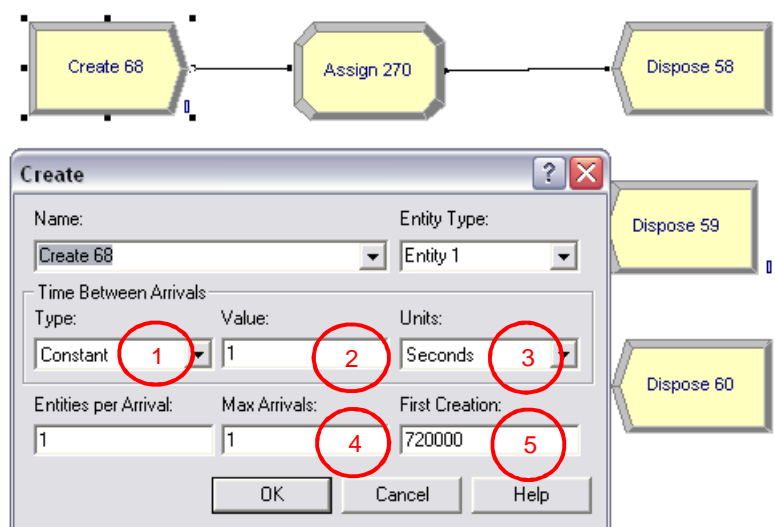 Create 68
Assign 270
Dispose 58
Create
?
Name:
Entity Type:
Create 68
Entity 1
Dispose 59
Time Between Arrivals
Type:
Value:
Units:
Constant 1
1 2
Seconds 3
Entities per Arrival:
Max Arrivals:
First Creation:
1
1 4
720000 5
Dispose 60
OK
Cancel
Help